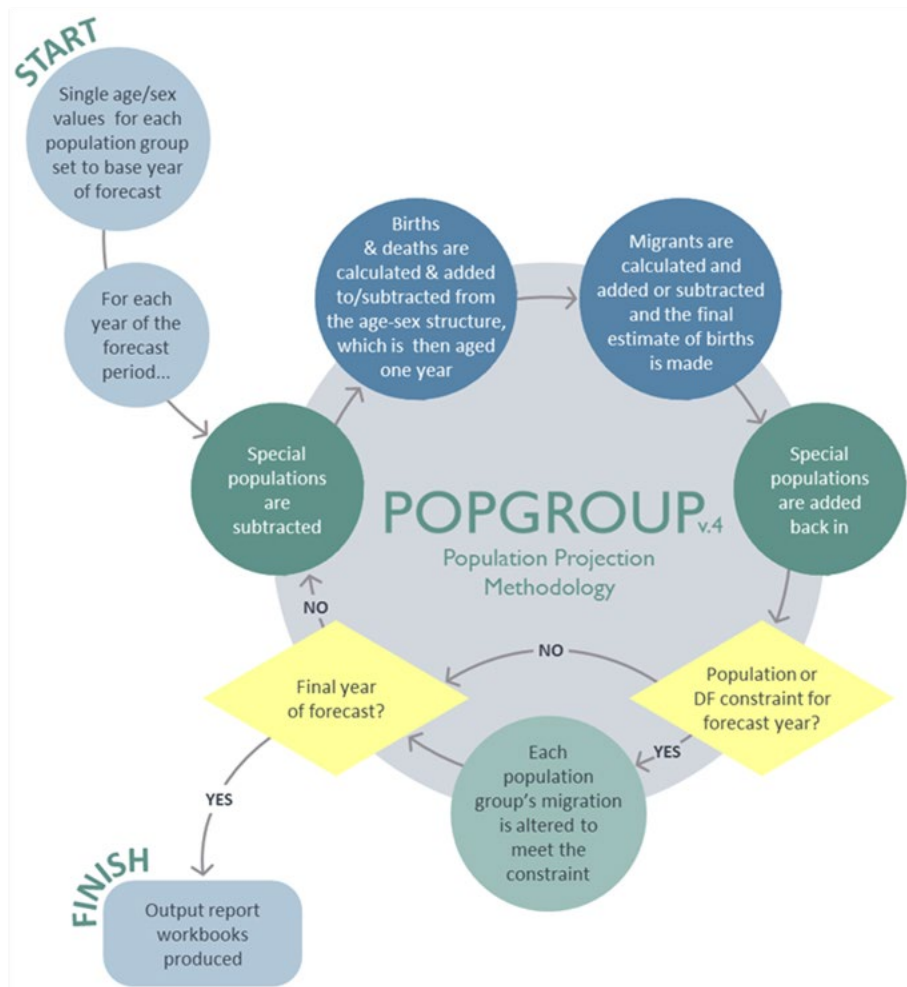 START
Single age/sex
values for each
population group
set to base year
of forecast
For each
year of the
forecast
period...
Special
populations
are
subtracted
Births
& deaths are
calculated & added
to/subtracted from
the age-sex structure,
which is then aged
one year
Migrants are
calculated and
added or subtracted
and the final
estimate of births
is made
Special
populations
are added
back in
POPGROUP v.4
Population Projection
Methodology
Population or
DF constraint for
forecast year?
NO
YES
Each
population
group's migration
is altered to
meet the
constraint
Final year
of forecast?
NO
YES
FINISH
Output report
workbooks
produced